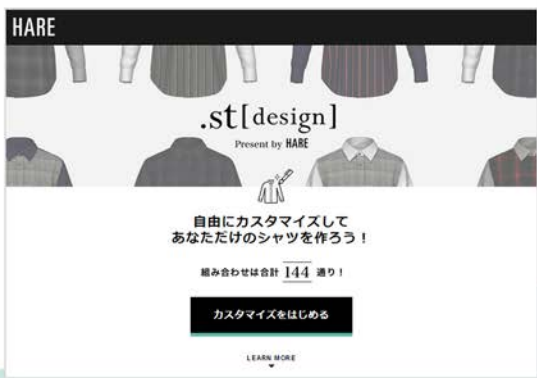 HARE
.st[design]
Present by HARE
自由にカスタマイズして
あなただけのシャツを作ろう！
組み合わせは合計 144 通り！
カスタマイズをはじめる
LEARN MORE